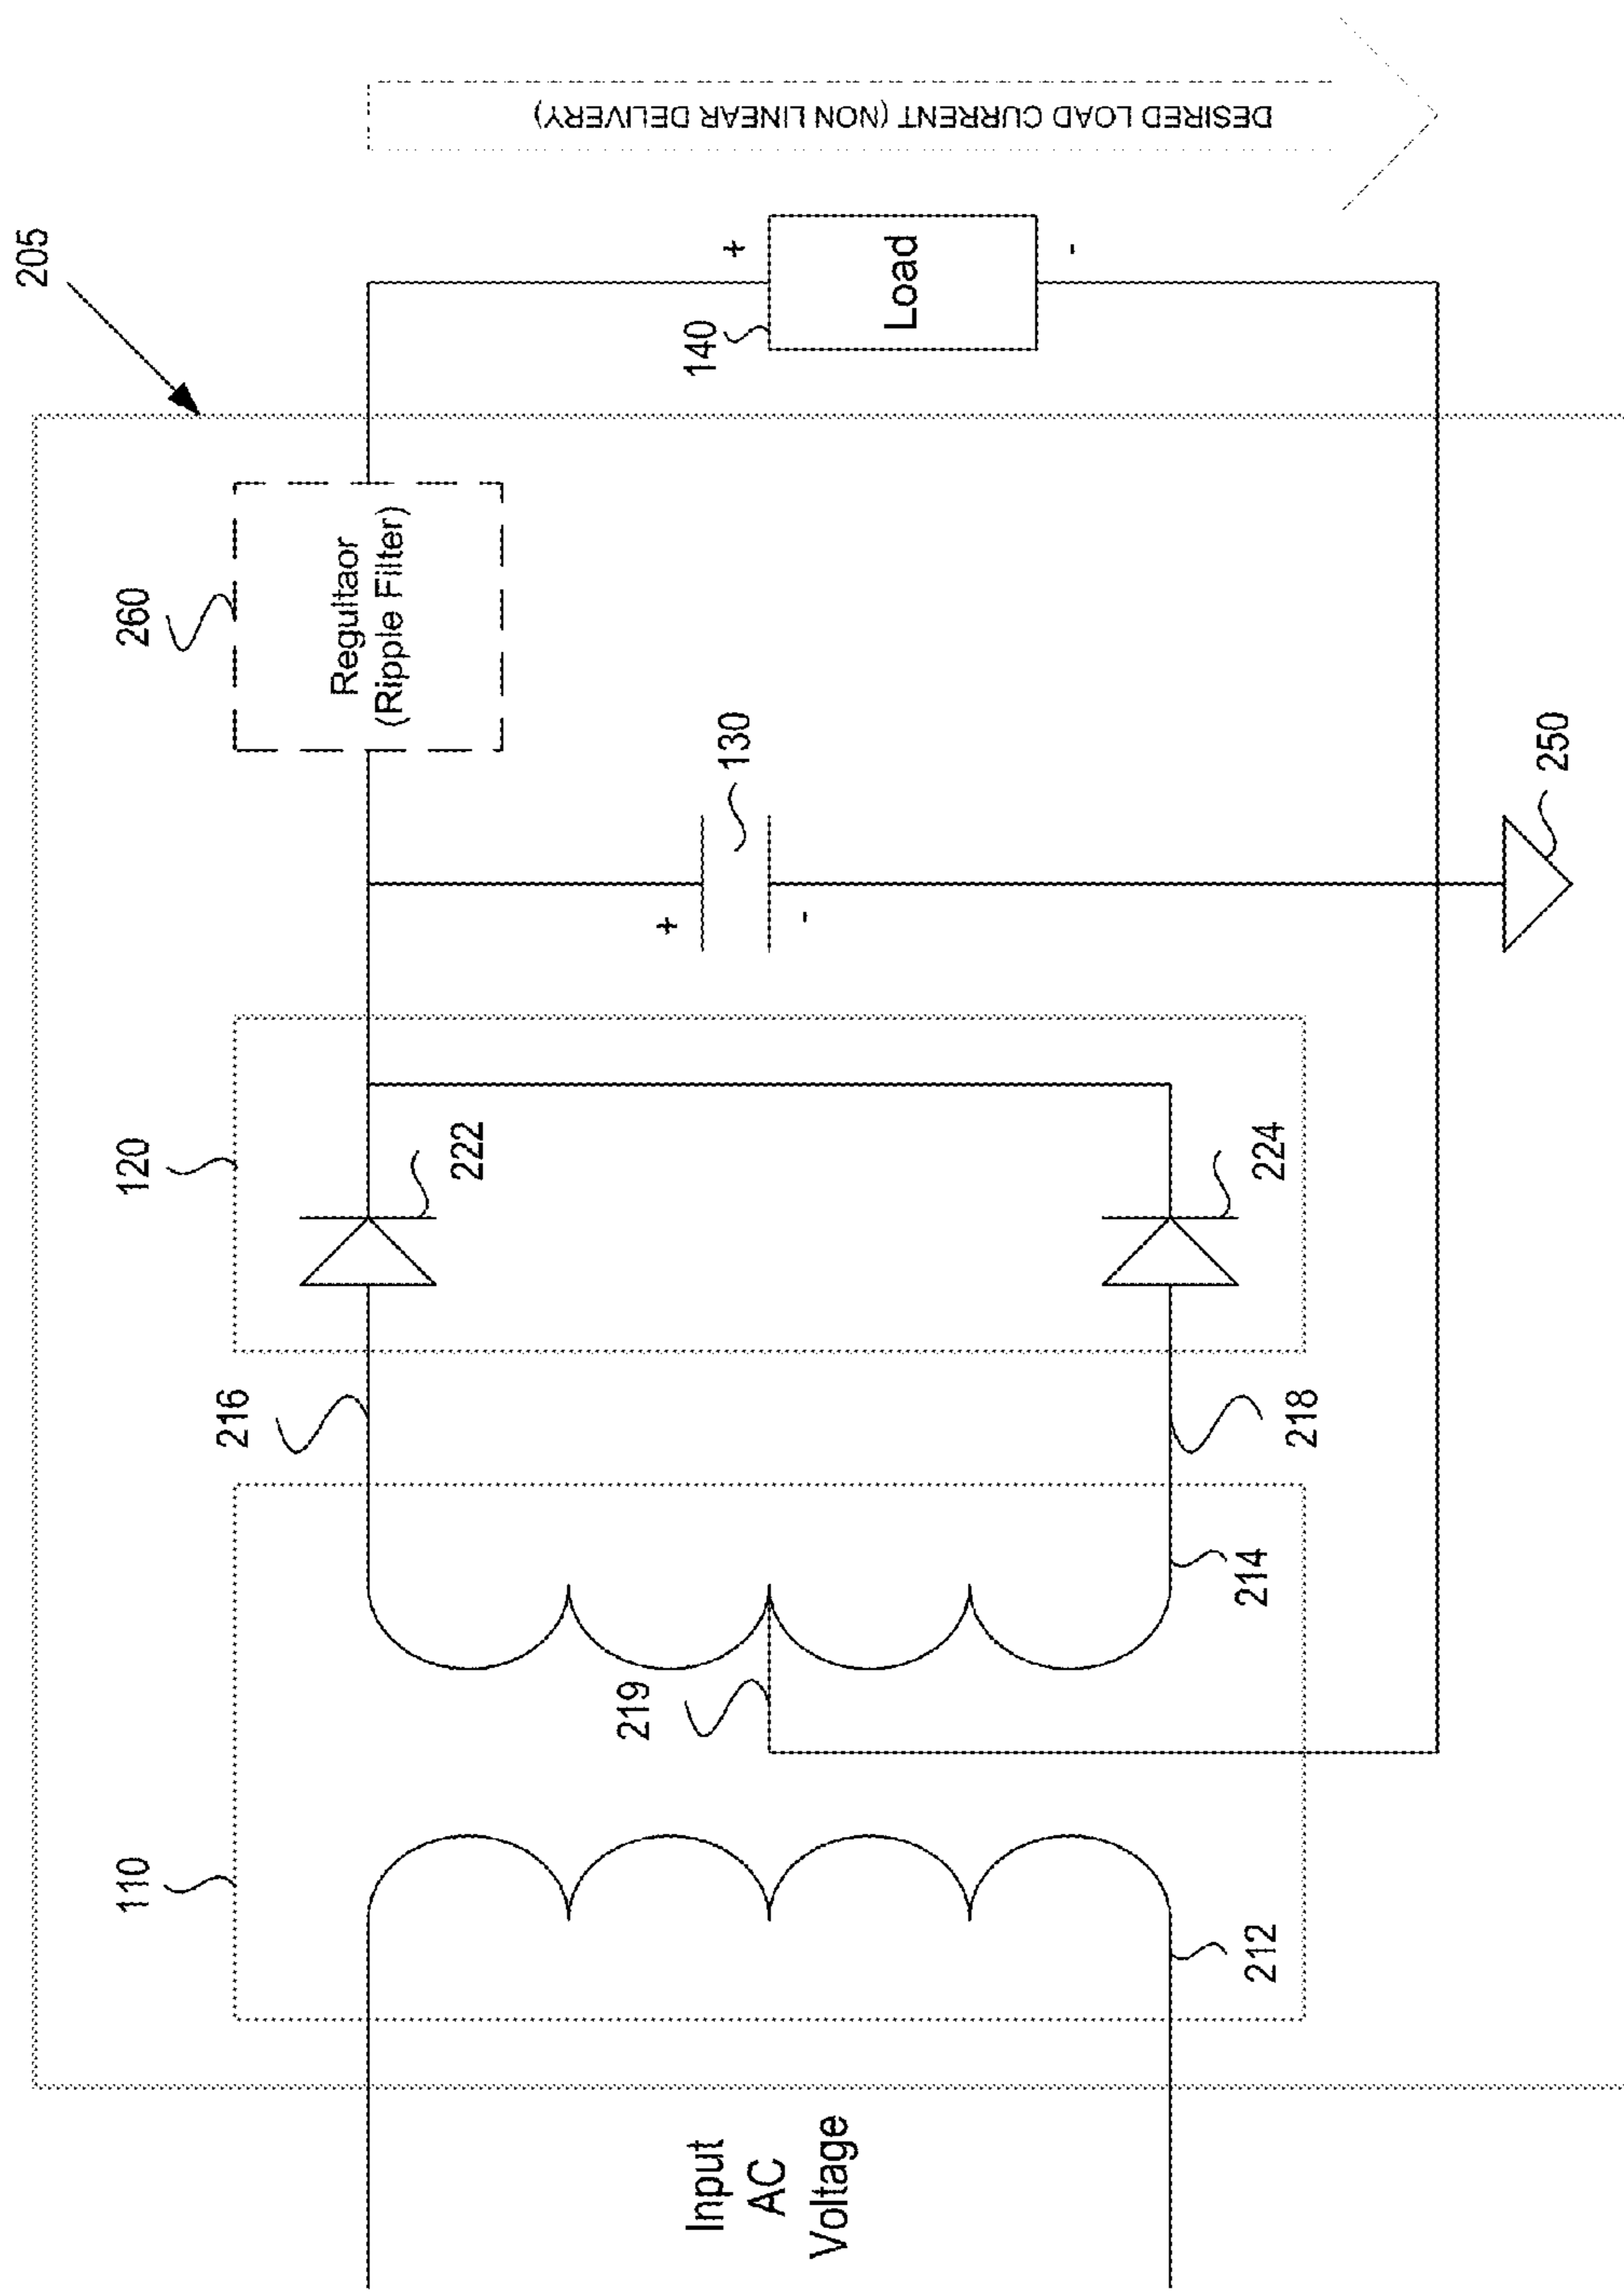 205
DESIRED LOAD CURRENT (NON LINEAR DELIVERY)
260
Regultaor
(Ripple Filter)
+
140
Load
-
130
+
-
250
120
222
224
216
218
110
219
214
212
Input
AC
Voltage